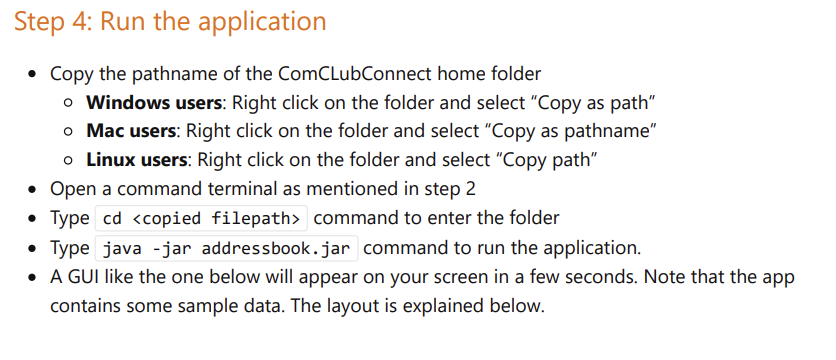 Step 4: Run the application
• Copy the pathname of the ComCLubConnect home folder
○ Windows users: Right click on the folder and select “Copy as path”
○ Mac users: Right click on the folder and select “Copy as pathname”
○ Linux users: Right click on the folder and select “Copy path”
• Open a command terminal as mentioned in step 2
• Type cd <copied filepath> command to enter the folder
• Type java -jar addressbook.jar command to run the application.
• A GUI like the one below will appear on your screen in a few seconds. Note that the app
contains some sample data. The layout is explained below.